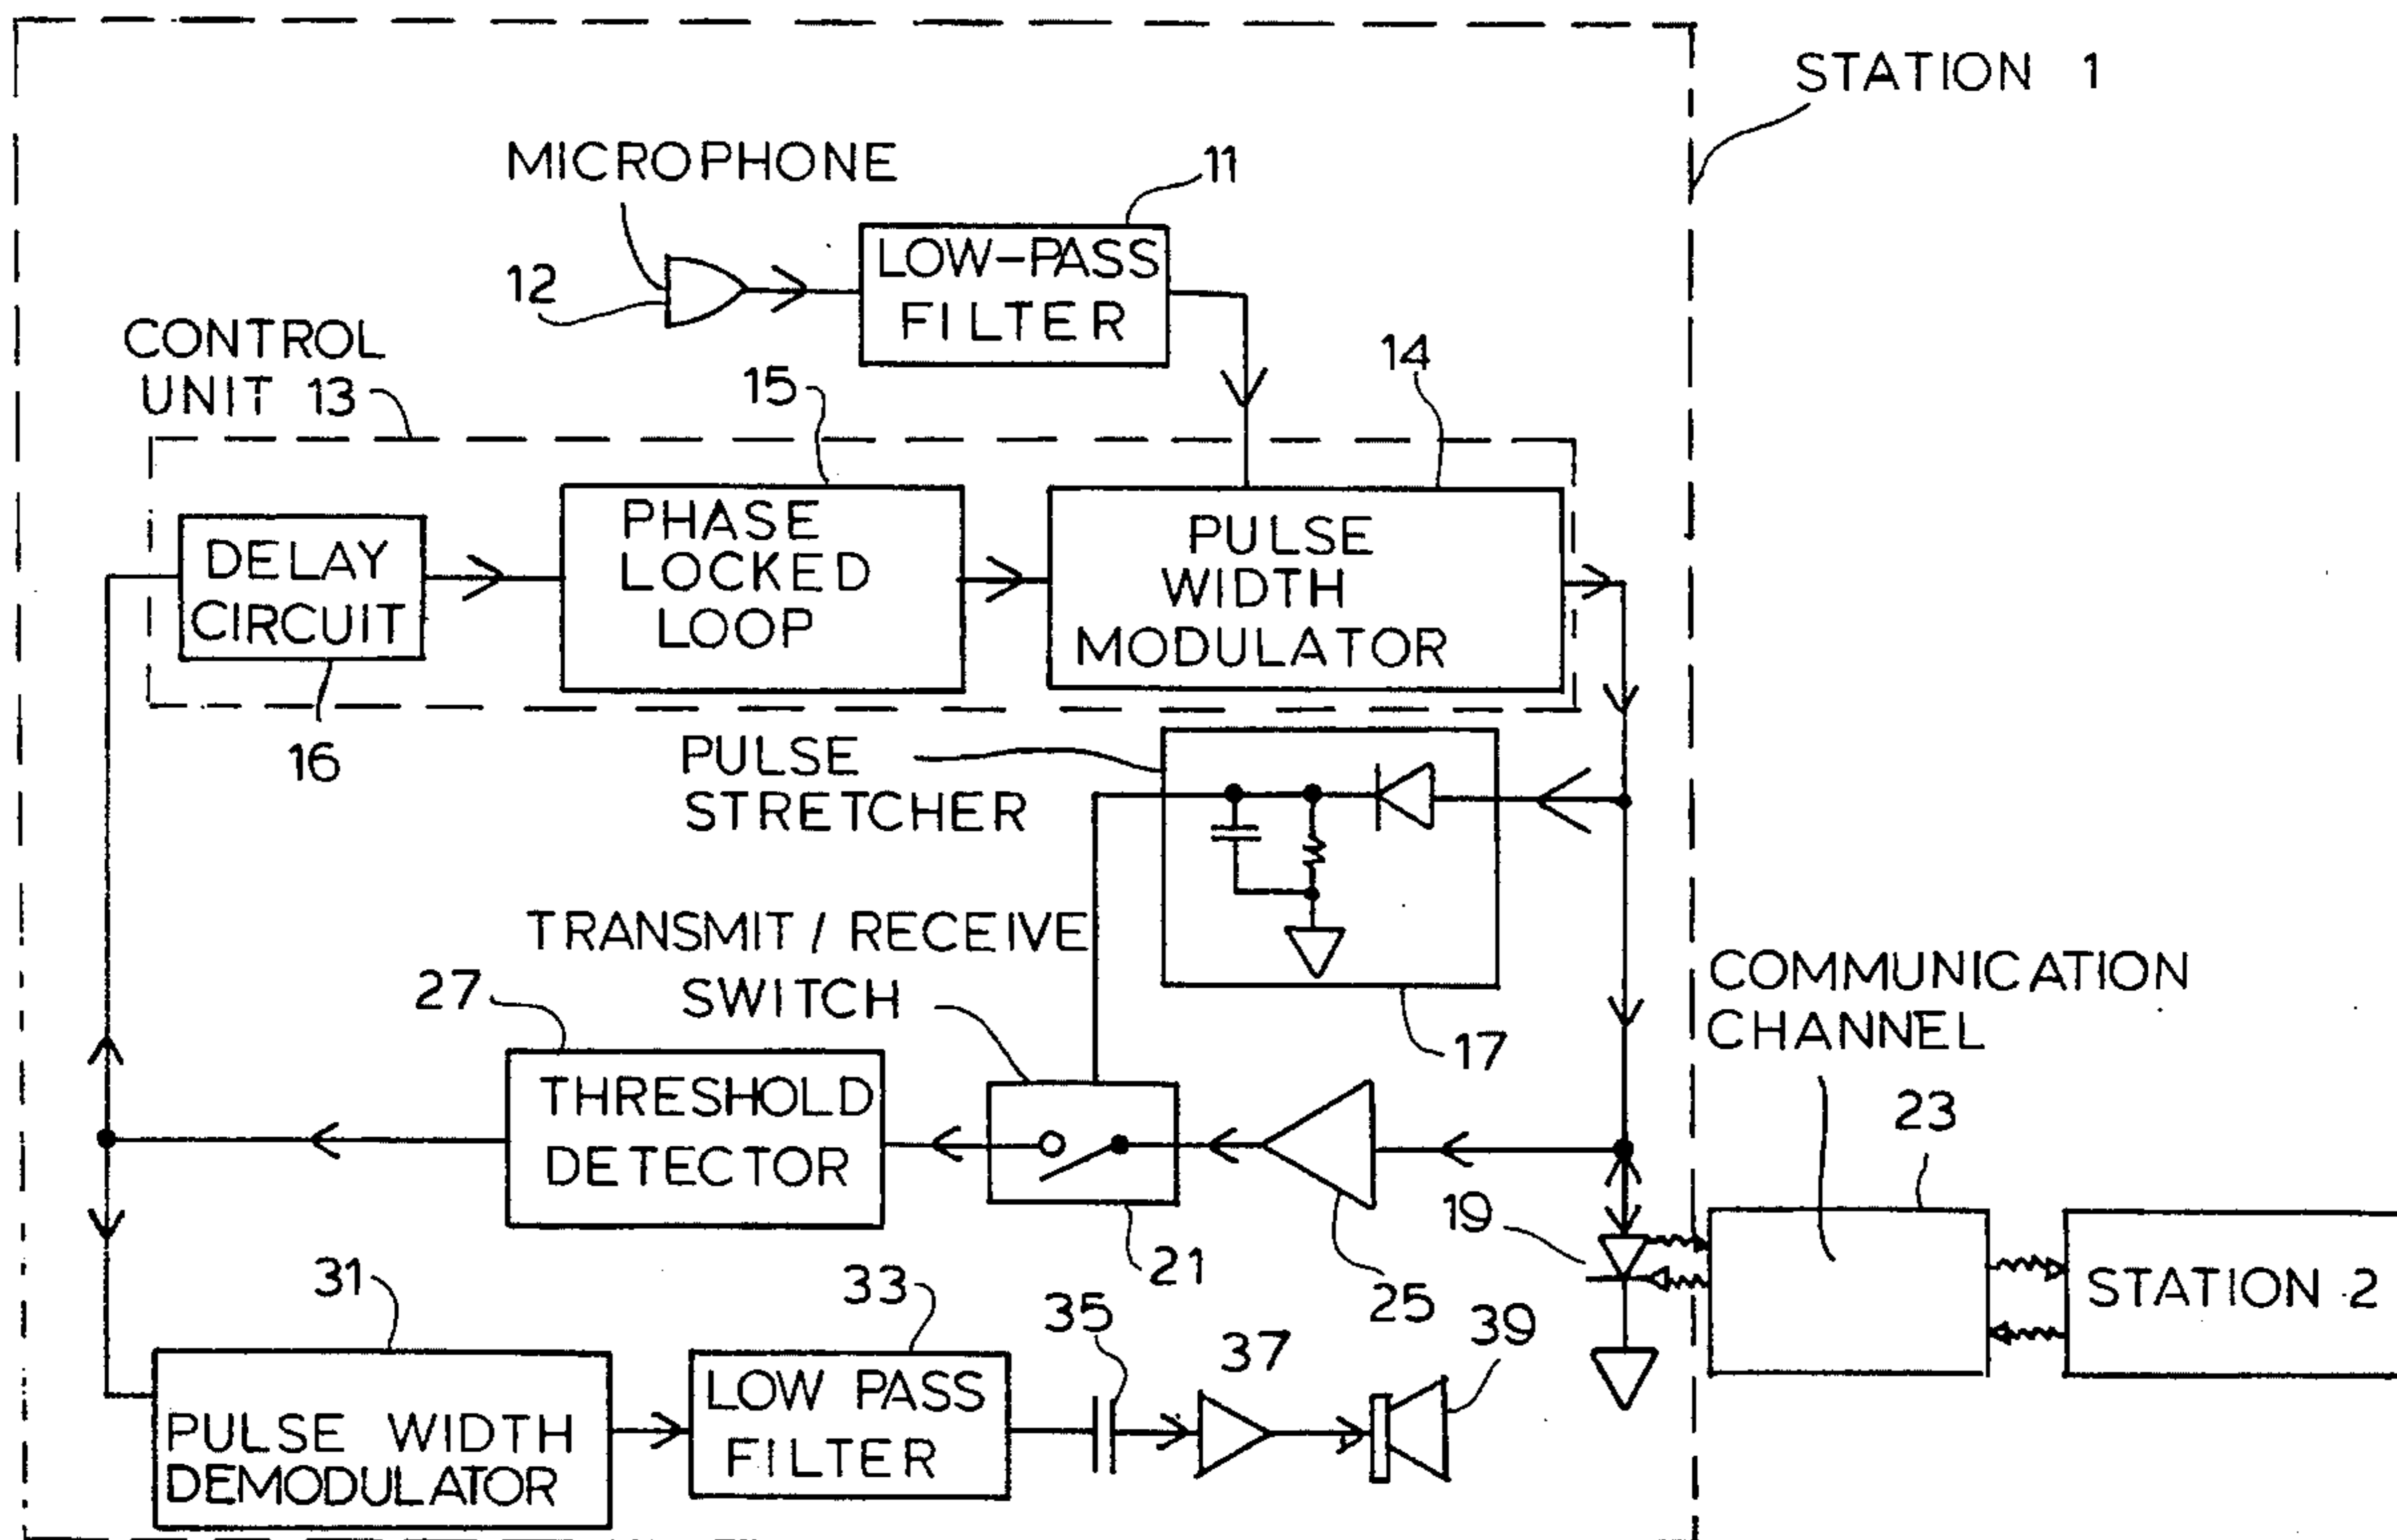 STATION 1
MICROPHONE
11
LOW-PASS
FILTER
12
CONTROL
UNIT 13
15
14
DELAY
CIRCUIT
PHASE
LOCKED
LOOP
PULSE
WIDTH
MODULATOR
16
PULSE
STRETCHER
17
TRANSMIT / RECEIVE
SWITCH
27
THRESHOLD
DETECTOR
21
25
19
COMMUNICATION
CHANNEL
23
STATION 2
31
PULSE WIDTH
DEMODULATOR
33
LOW PASS
FILTER
35
37
39